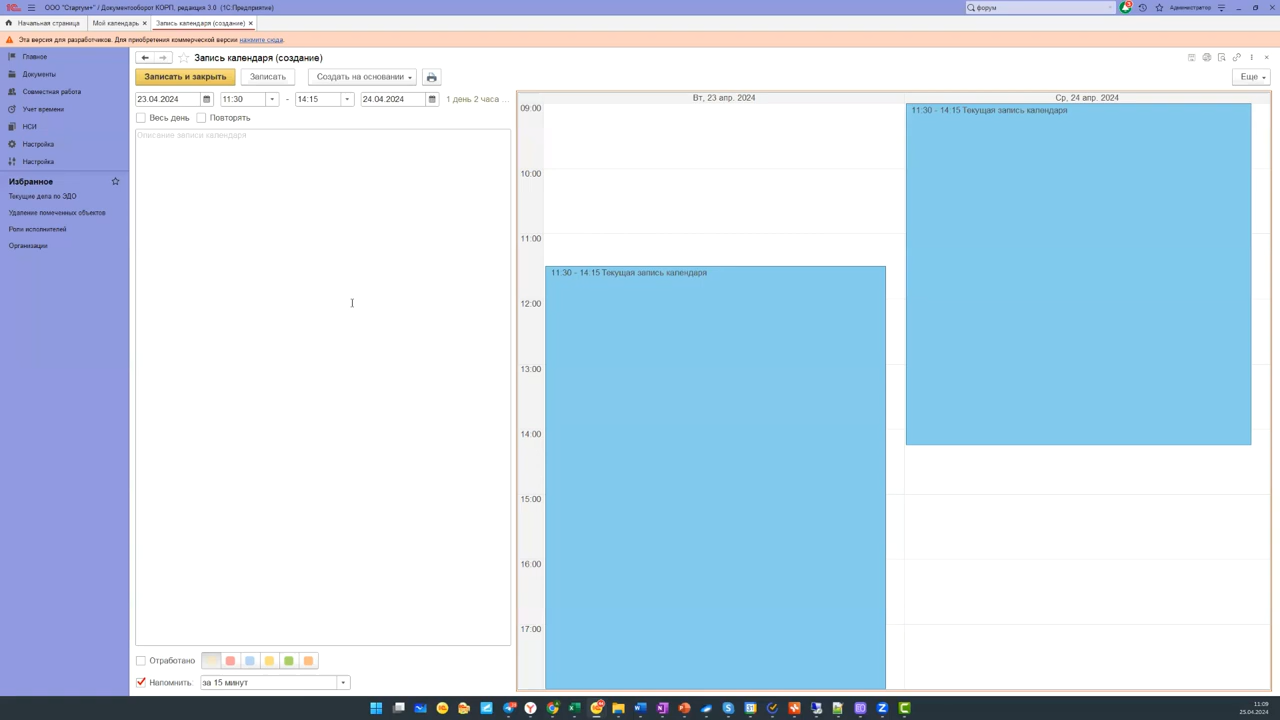 ООО "Стартум+" / Документооборот КОРП, редакция 3.0 (1С:Предприятие)
форум
3
Администратор
Начальная страница
Мой календарь ×
Запись календаря (создание) ×
Эта версия для разработчиков. Для приобретения коммерческой версии нажмите сюда.
Главное
Документы
Совместная работа
Учет времени
НСИ
Настройка
Настройка
Избранное
Текущие дела по ЭДО
Удаление помеченных объектов
Роли исполнителей
Организации
Запись календаря (создание)
Записать и закрыть
Записать
Создать на основании
Еще
23.04.2024
11:30
-
14:15
24.04.2024
1 день 2 часа ...
Весь день
Повторять
Описание записи календаря
Отработано
Напомнить:
за 15 минут
Вт, 23 апр. 2024
Ср, 24 апр. 2024
09:00
10:00
11:00
12:00
13:00
14:00
15:00
16:00
17:00
11:30 - 14:15 Текущая запись календаря
11:30 - 14:15 Текущая запись календаря
11:09
25.04.2024